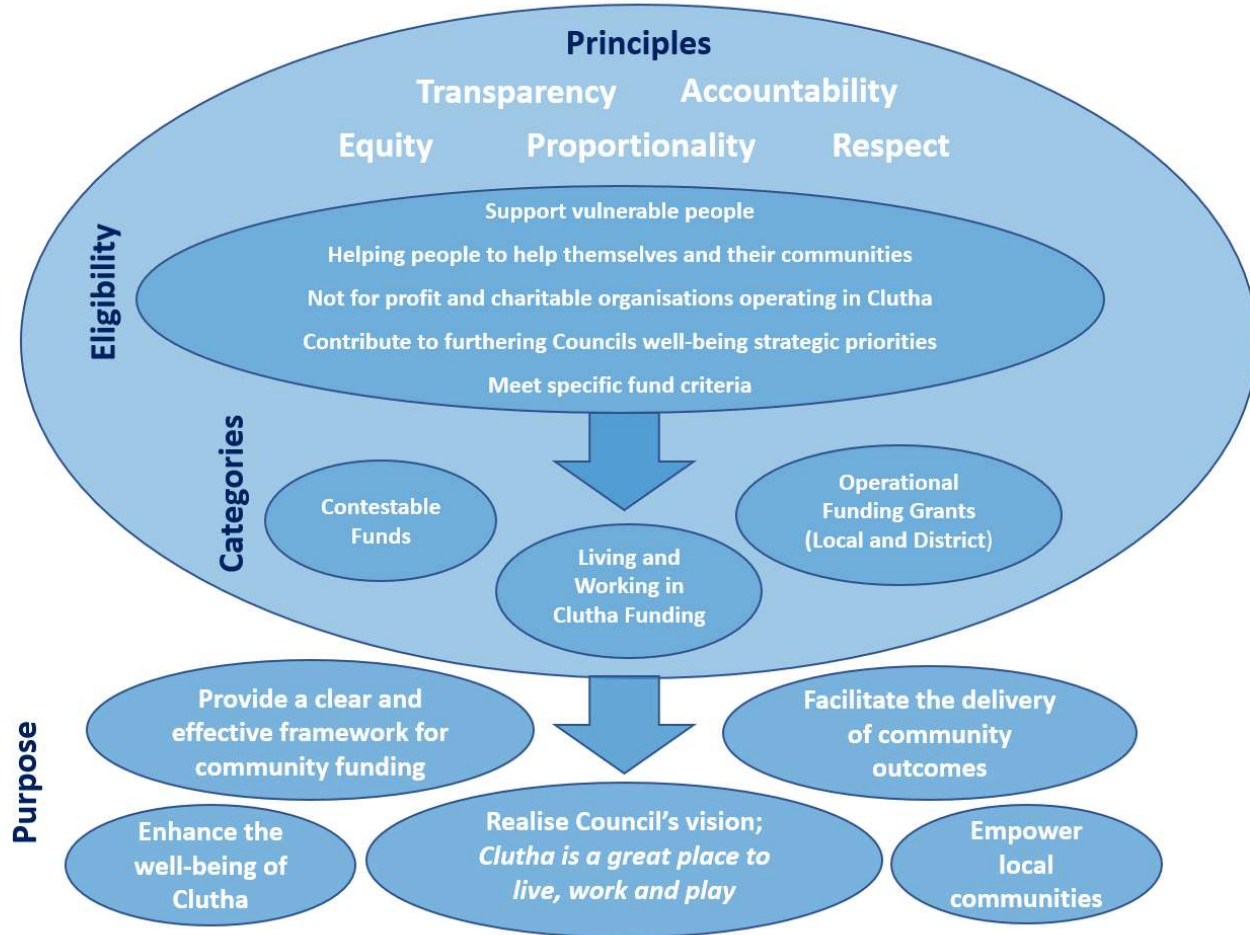 Principles
Transparency Accountability
Equity Proportionality Respect
Eligibility
Support vulnerable people
Helping people to help themselves and their communities
Not for profit and charitable organisations operating in Clutha
Contribute to furthering Councils well-being strategic priorities
Meet specific fund criteria
Categories
Contestable
Funds
Living and
Working in
Clutha Funding
Operational
Funding Grants
(Local and District)
Purpose
Provide a clear and
effective framework for
community funding
Facilitate the delivery
of community
outcomes
Enhance the
well-being of
Clutha
Realise Council’s vision;
Clutha is a great place to
live, work and play
Empower
local
communities